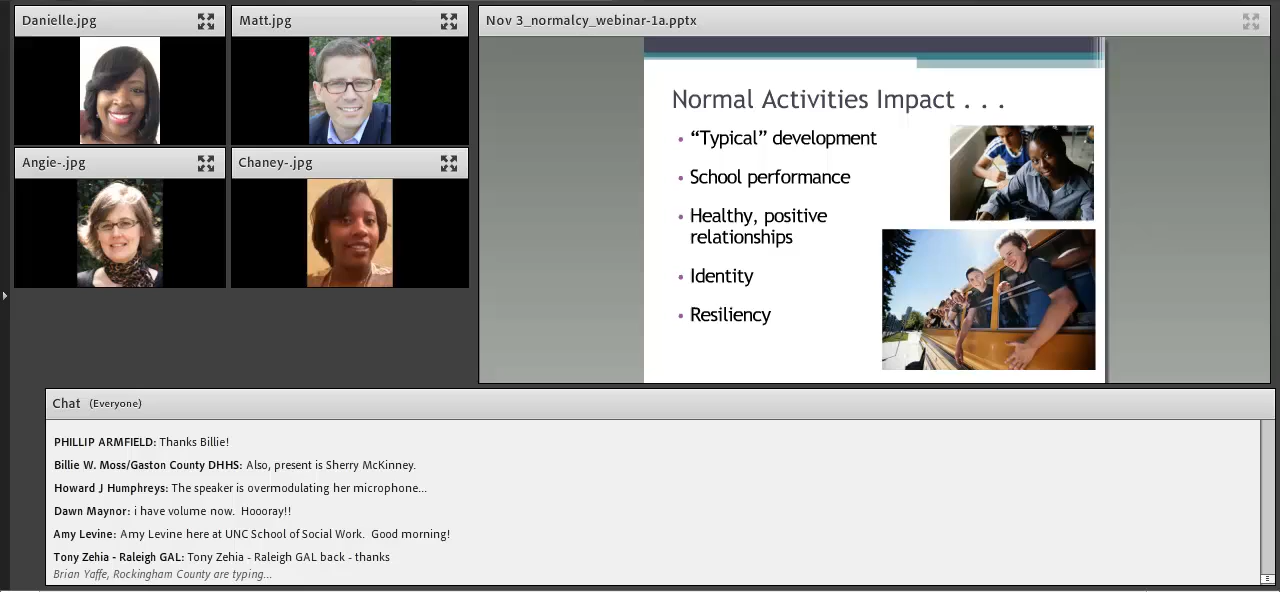 Danielle.jpg
Matt.jpg
Angie-.jpg
Chaney-.jpg
Nov 3_normalcy_webinar-1a.pptx
Normal Activities Impact . . .
• “Typical” development
• School performance
• Healthy, positive
relationships
• Identity
• Resiliency
Chat (Everyone)
PHILLIP ARMFIELD: Thanks Billie!
Billie W. Moss/Gaston County DHHS: Also, present is Sherry McKinney.
Howard J Humphreys: The speaker is overmodulating her microphone...
Dawn Maynor: i have volume now.  Hoooray!!
Amy Levine: Amy Levine here at UNC School of Social Work.  Good morning!
Tony Zehia - Raleigh GAL: Tony Zehia - Raleigh GAL back - thanks
Brian Yaffe, Rockingham County are typing...